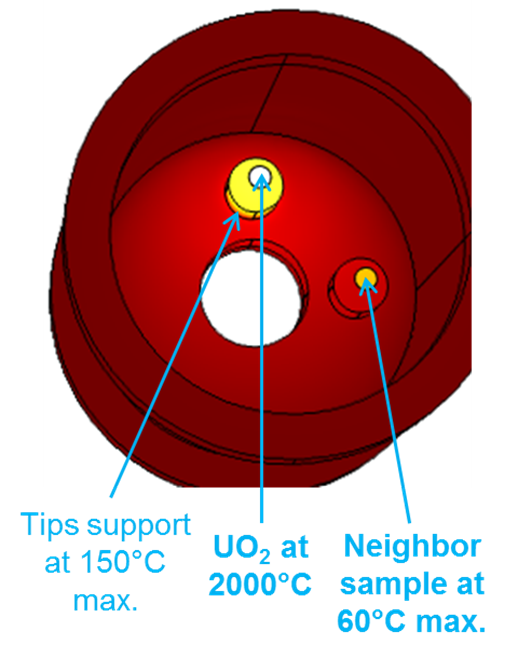 Tips support
at 150°C
max.
UO₂ at
2000°C
Neighbor
sample at
60°C max.